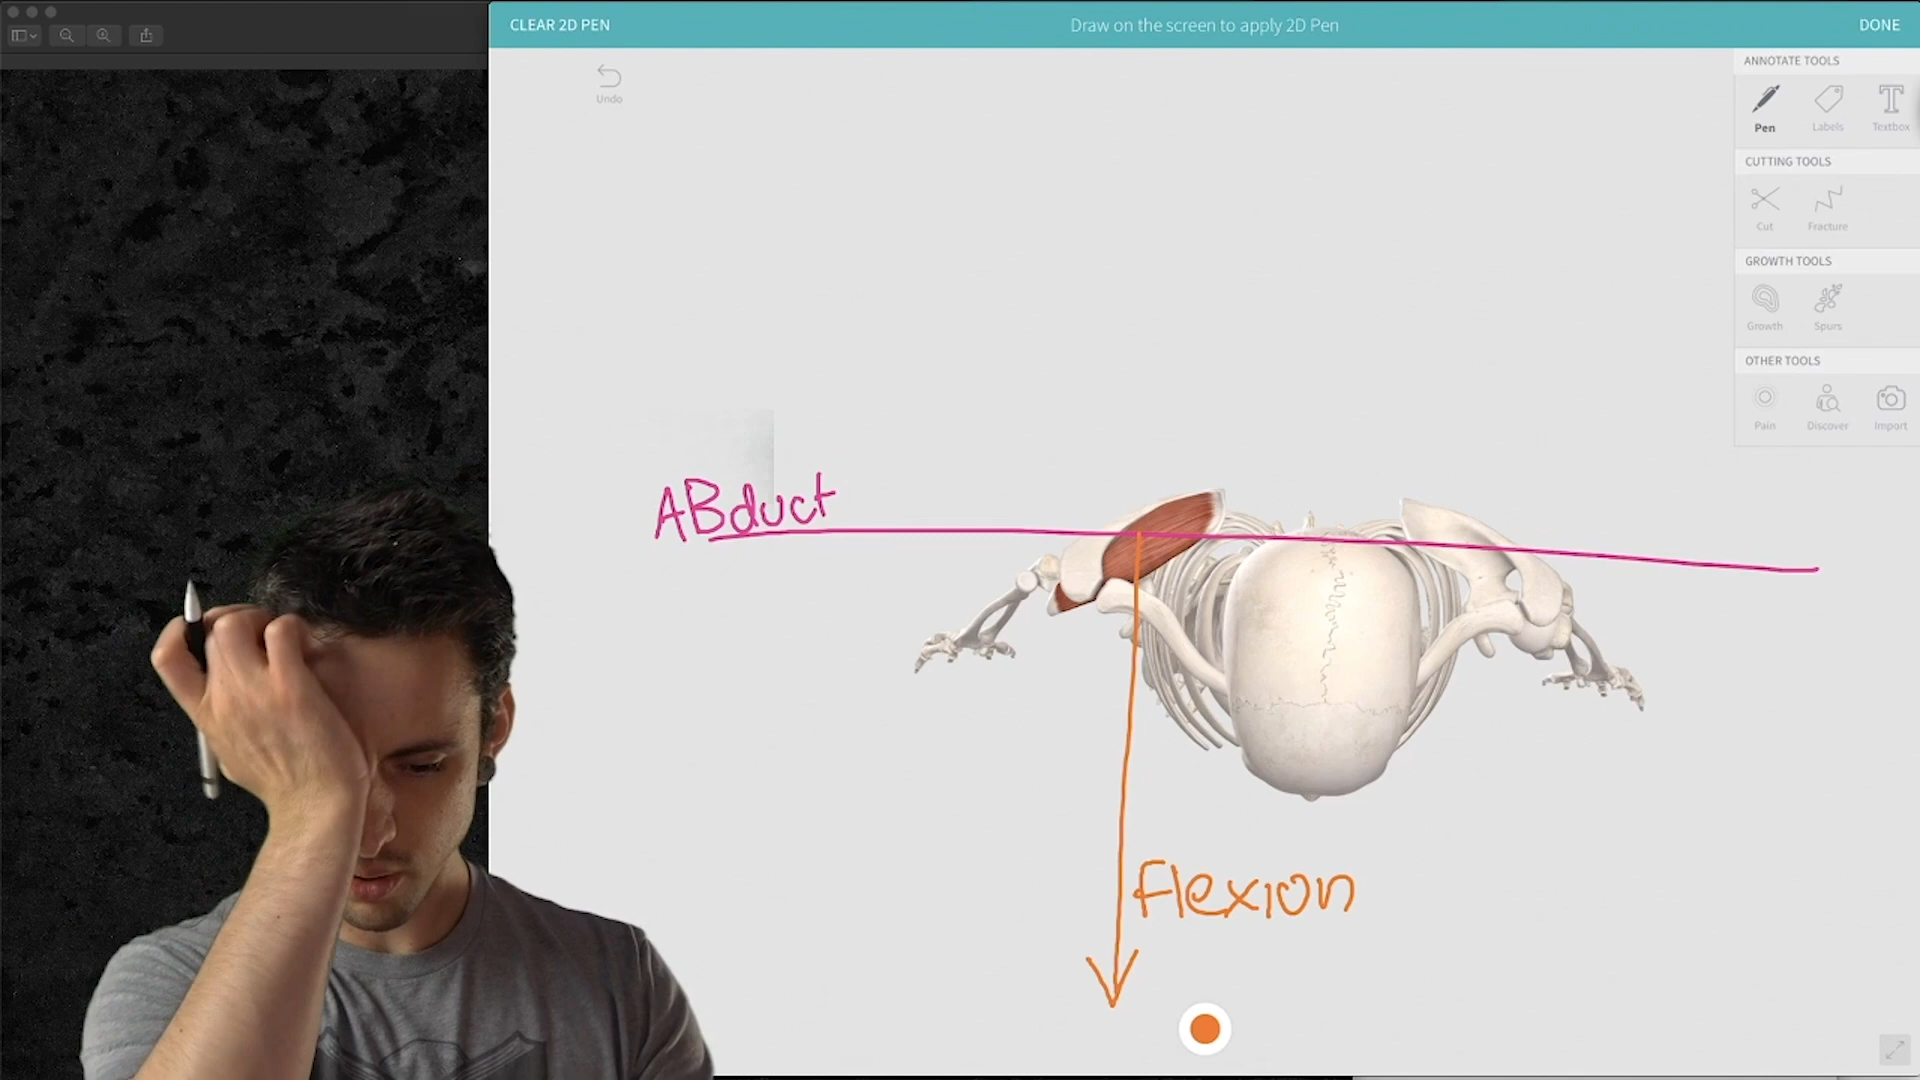 CLEAR 2D PEN
Draw on the screen to apply 2D Pen
DONE
Undo
ANNOTATE TOOLS
Pen
Labels
Textbox
CUTTING TOOLS
Cut
Fracture
GROWTH TOOLS
Growth
Spurs
OTHER TOOLS
Pain
Discover
Import
ABduct
Flexion